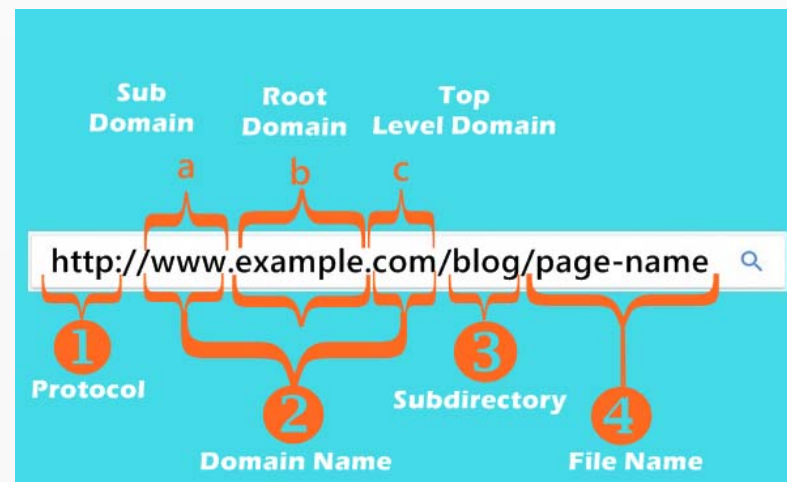 Sub
Domain
Root
Domain
Top
Level Domain
a
b
c
http://www.example.com/blog/page-name
1
Protocol
2
Domain Name
3
Subdirectory
4
File Name